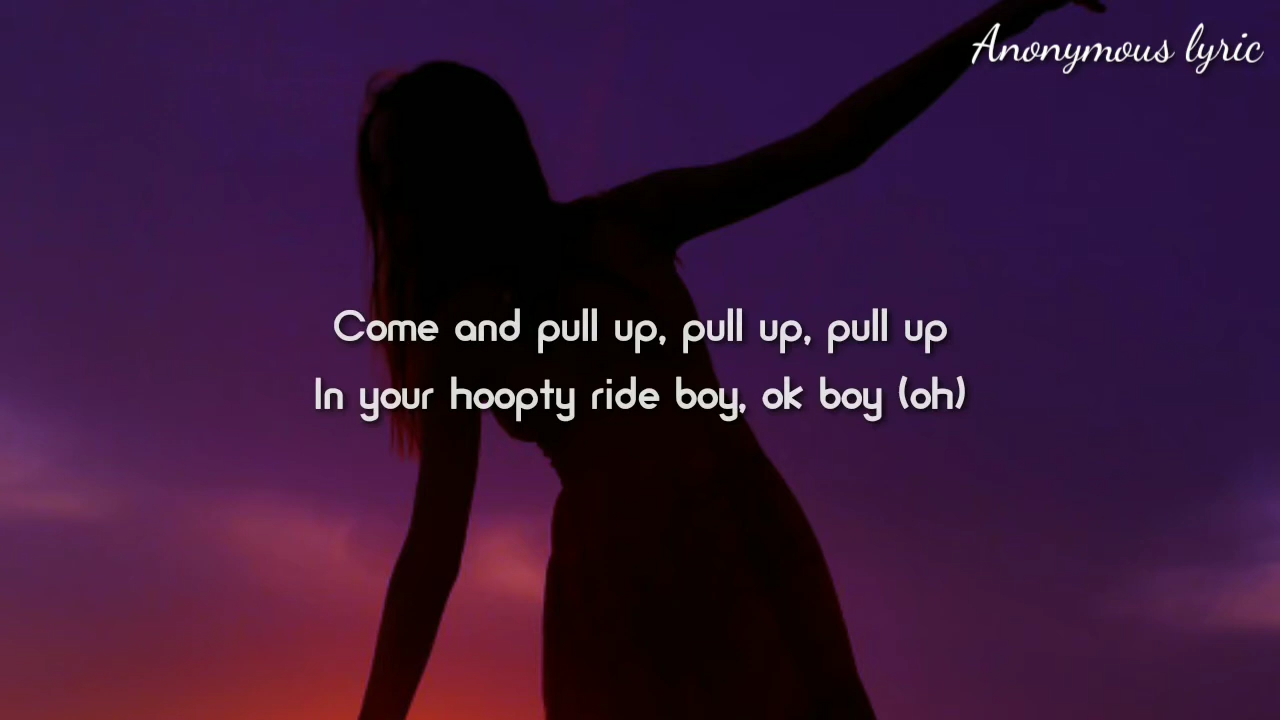 Anonymous lyric
Come and pull up, pull up, pull up
In your hoopty ride boy, ok boy (oh)